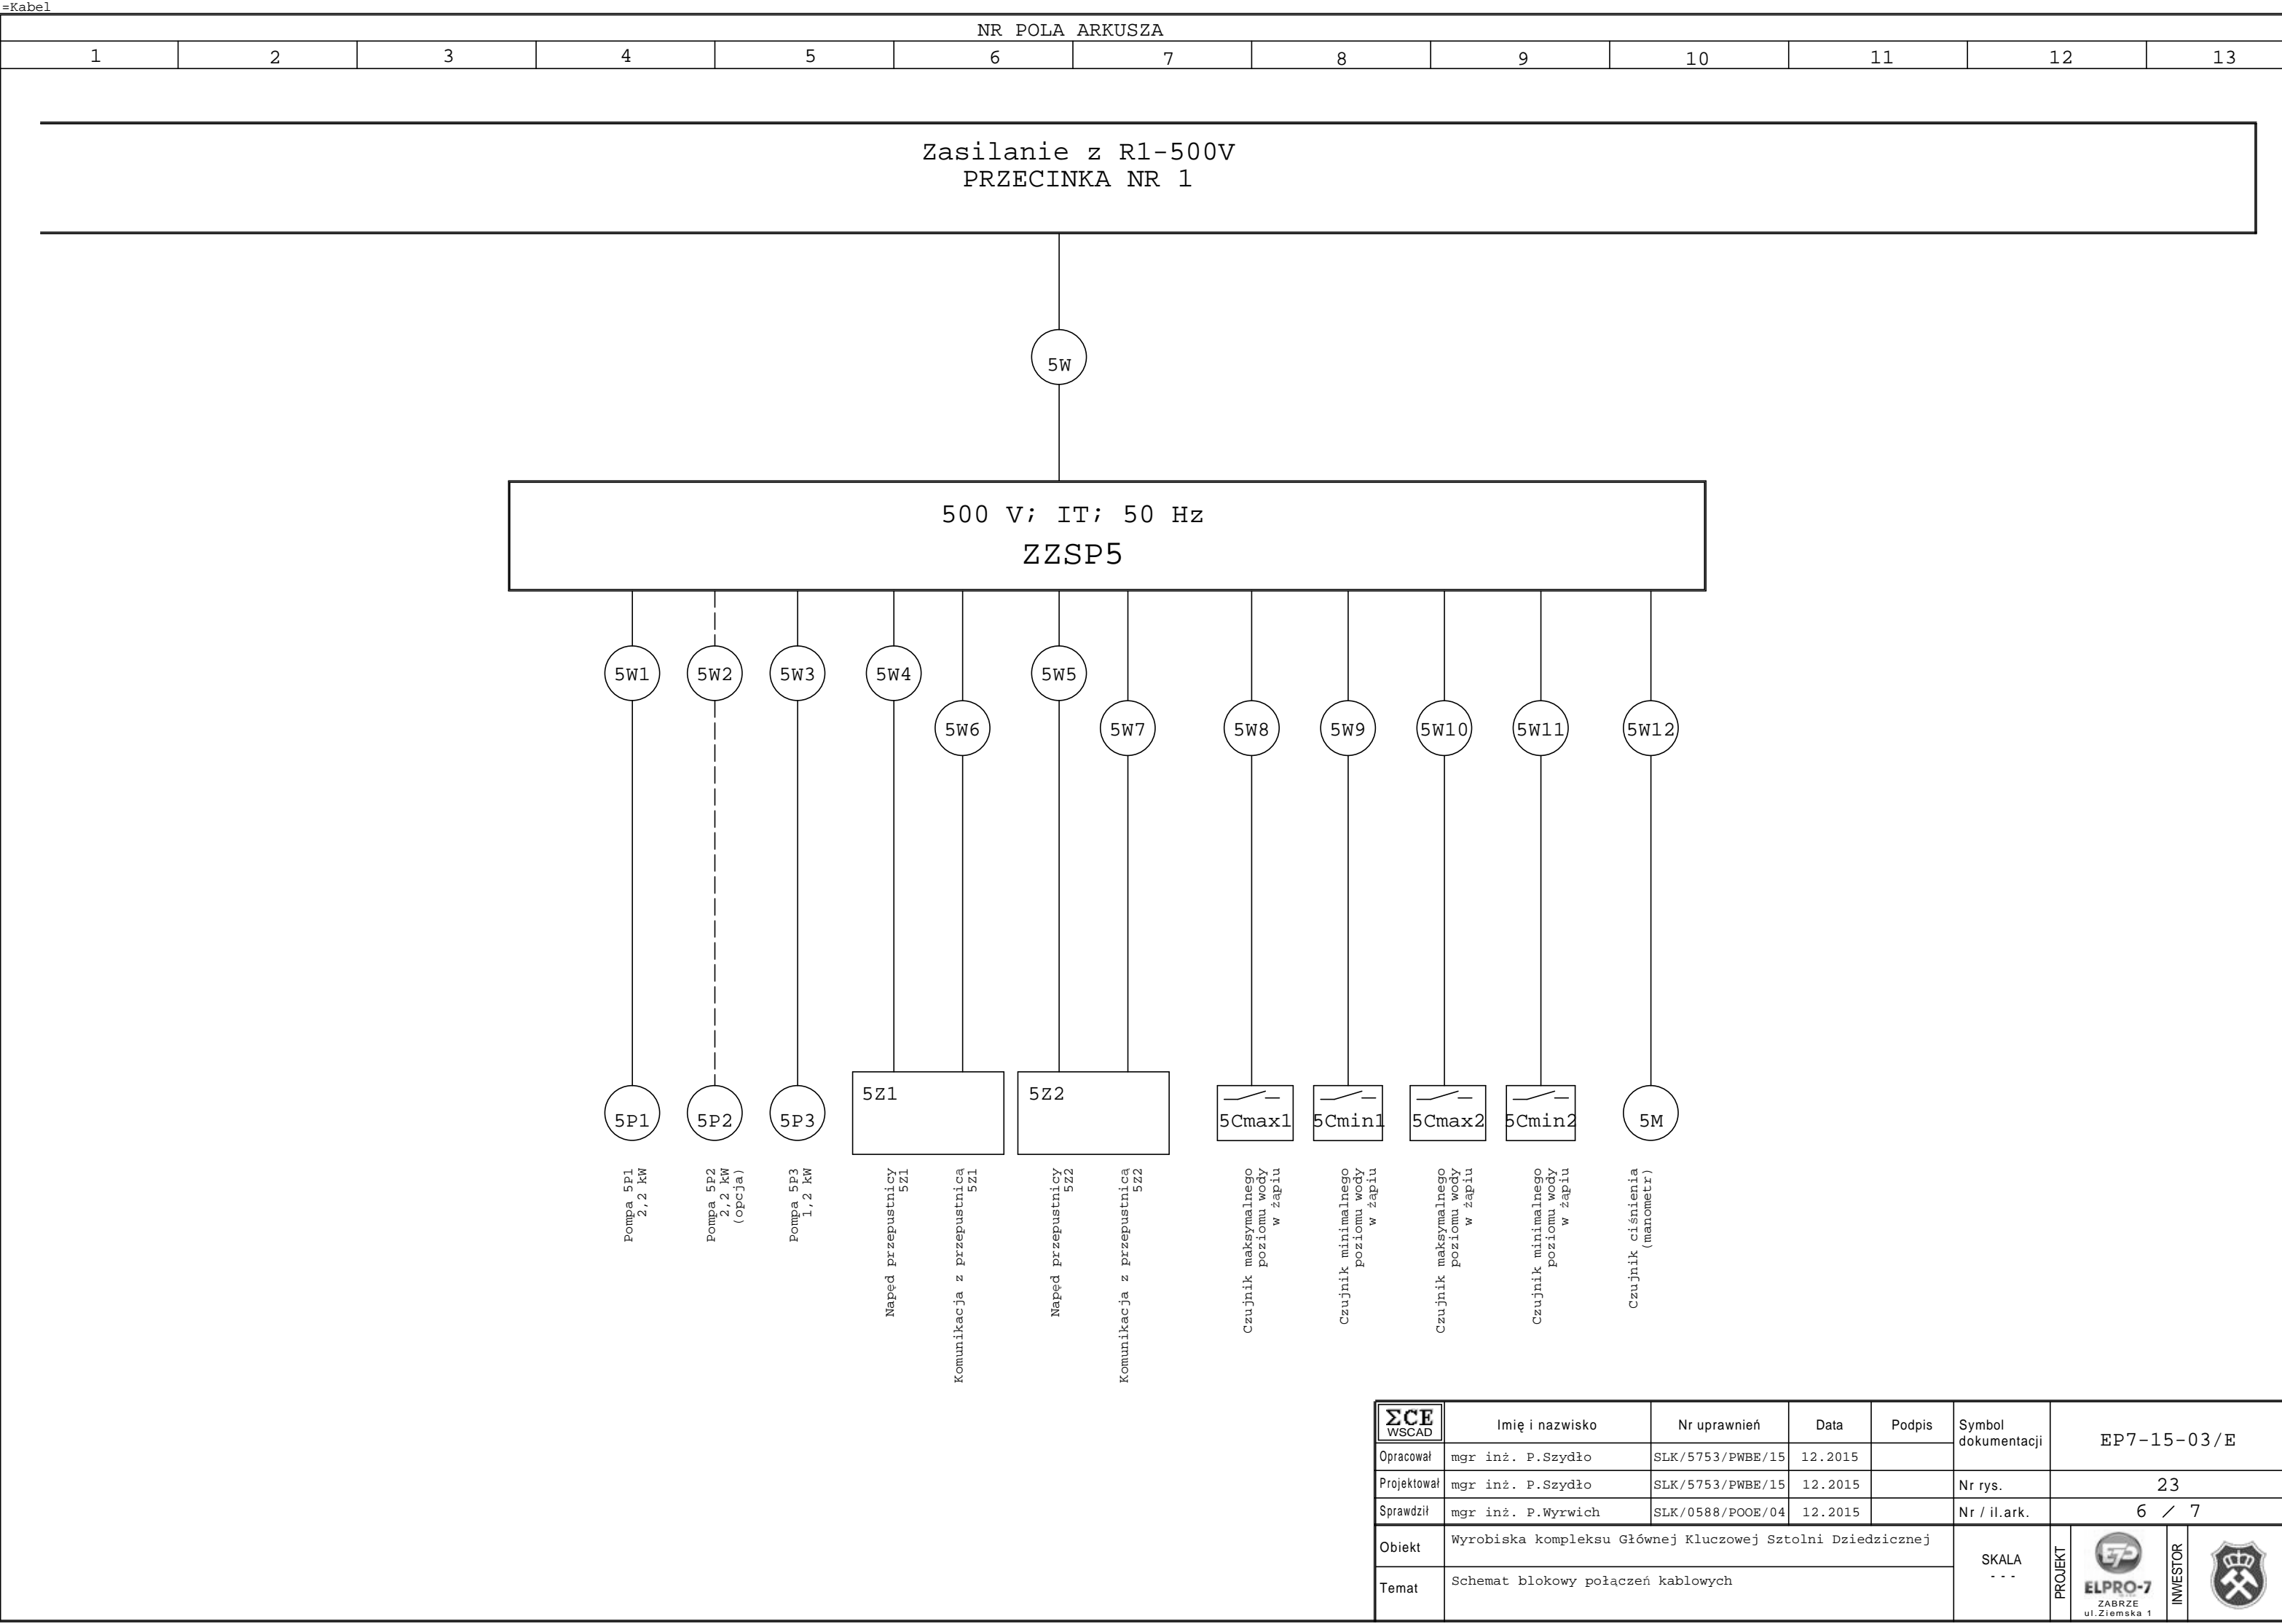 =Kabel
NR POLA ARKUSZA
1 2 3 4 5 6 7 8 9 10 11 12 13
Zasilanie z R1-500V
PRZECINKA NR 1
5W
500 V; IT; 50 Hz
ZZSP5
5W1 5W2 5W3 5W4 5W5
5W6 5W7 5W8 5W9 5W10 5W11 5W12
5Z1 5Z2
5P1 5P2 5P3 5Cmax1 5Cmin1 5Cmax2 5Cmin2 5M
Pompa 5P1
2,2 kW
Pompa 5P2
2,2 kW
(opcja)
Pompa 5P3
1,2 kW
Napęd przepustnicy
5Z1
Komunikacja z przepustnicą
5Z1
Napęd przepustnicy
5Z2
Komunikacja z przepustnicą
5Z2
Czujnik maksymalnego
poziomu wody
w żąpiu
Czujnik minimalnego
poziomu wody
w żąpiu
Czujnik maksymalnego
poziomu wody
w żąpiu
Czujnik minimalnego
poziomu wody
w żąpiu
Czujnik ciśnienia
(manometr)
ΣCE
WSCAD
Imię i nazwisko Nr uprawnień Data Podpis
Symbol
dokumentacji
EP7-15-03/E
Opracował mgr inż. P.Szydło SLK/5753/PWBE/15 12.2015
Projektował mgr inż. P.Szydło SLK/5753/PWBE/15 12.2015 Nr rys. 23
Sprawdził mgr inż. P.Wyrwich SLK/0588/POOE/04 12.2015 Nr / il.ark. 6 / 7
Obiekt Wyrobiska kompleksu Głównej Kluczowej Sztolni Dziedzicznej
Temat Schemat blokowy połączeń kablowych
SKALA
- - -
PROJEKT
ELPRO-7
ZABRZE
ul.Ziemska 1
INWESTOR